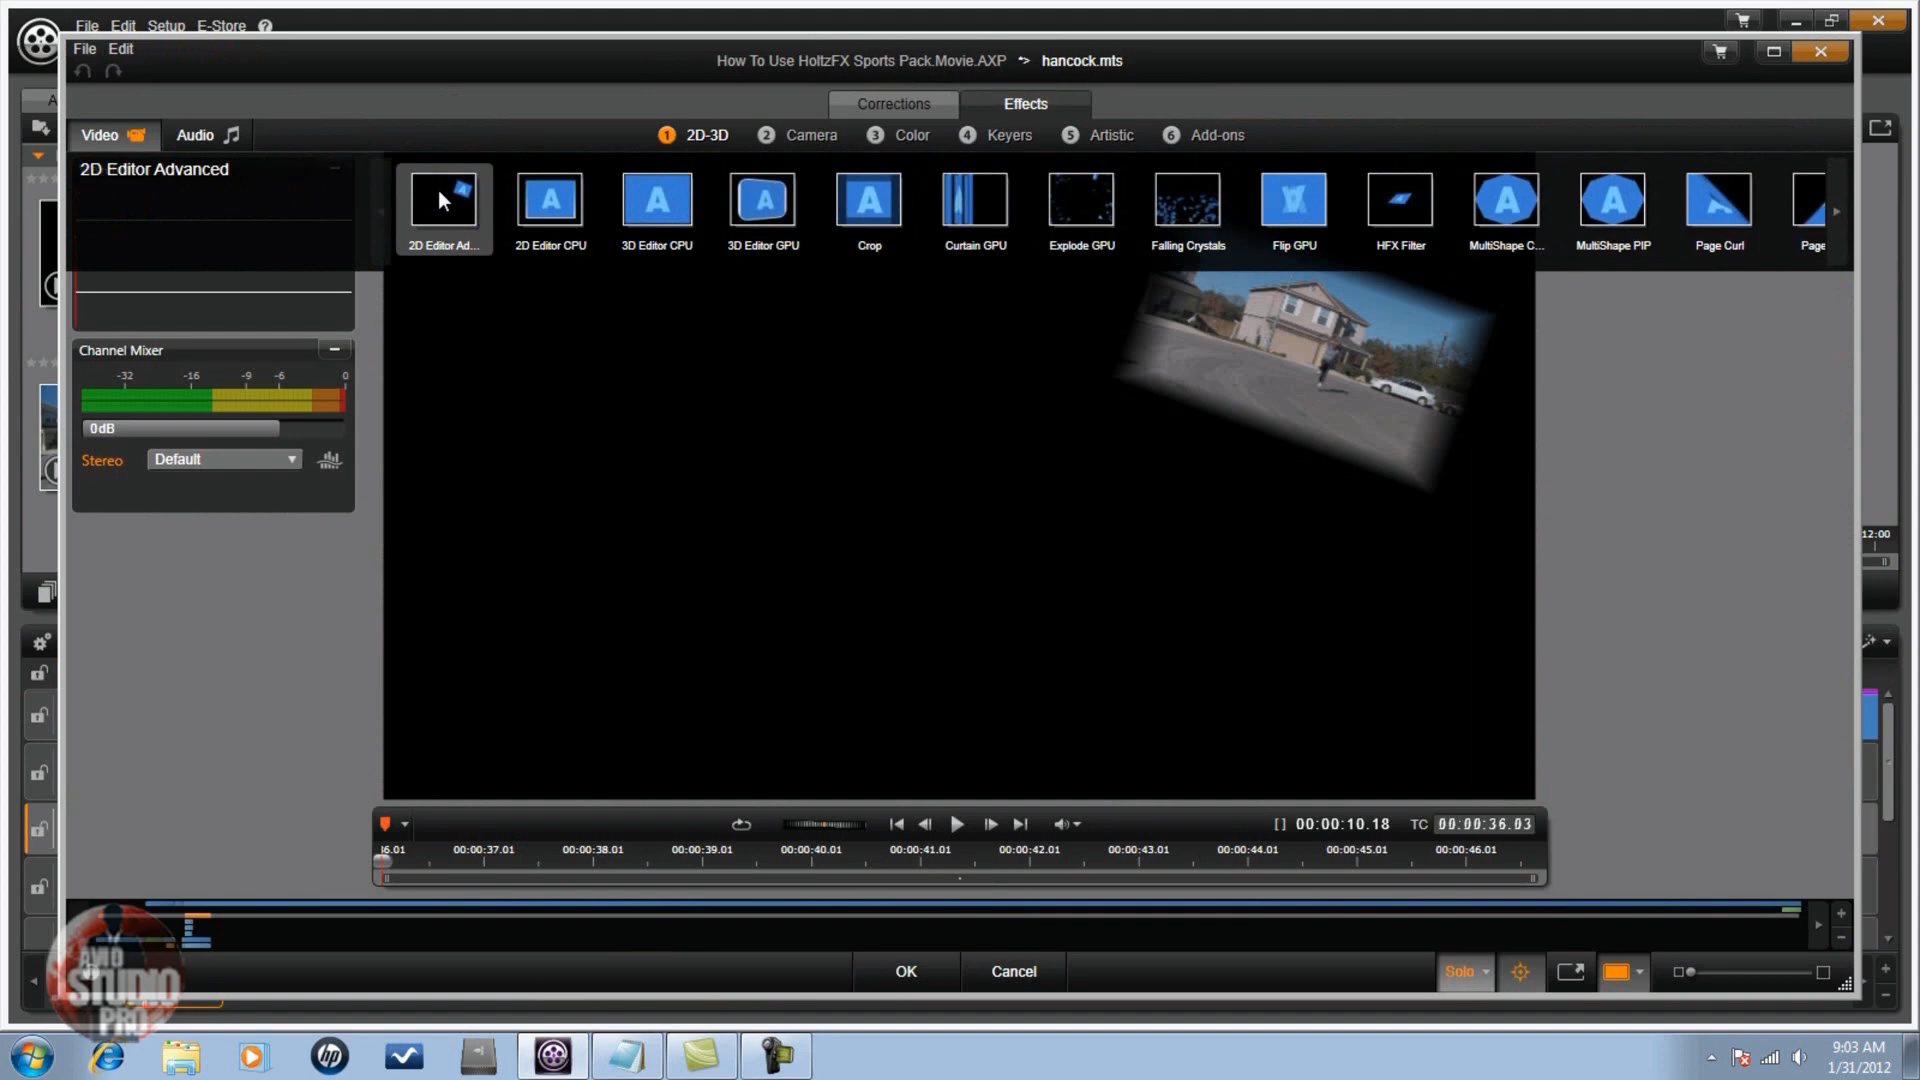 File Edit Setup E-Store ?
File Edit
How To Use HoltzFX Sports Pack.Movie.AXP *> hancock.mts
Corrections Effects
Video Audio
1 2D-3D 2 Camera 3 Color 4 Keyers 5 Artistic 6 Add-ons
2D Editor Advanced
2D Editor Ad... 2D Editor CPU 3D Editor CPU 3D Editor GPU Crop Curtain GPU Explode GPU Falling Crystals Flip GPU HFX Filter MultiShape C... MultiShape PIP Page Curl Page
Channel Mixer
-32 -16 -9 -6 0
0dB
Stereo Default
12:00
[] 00:00:10.18 TC 00:00:36.03
36.01 00:00:37.01 00:00:38.01 00:00:39.01 00:00:40.01 00:00:41.01 00:00:42.01 00:00:43.01 00:00:44.01 00:00:45.01 00:00:46.01
OK Cancel Solo
AVID
STUDIO
PRO
hp
9:03 AM
1/31/2012